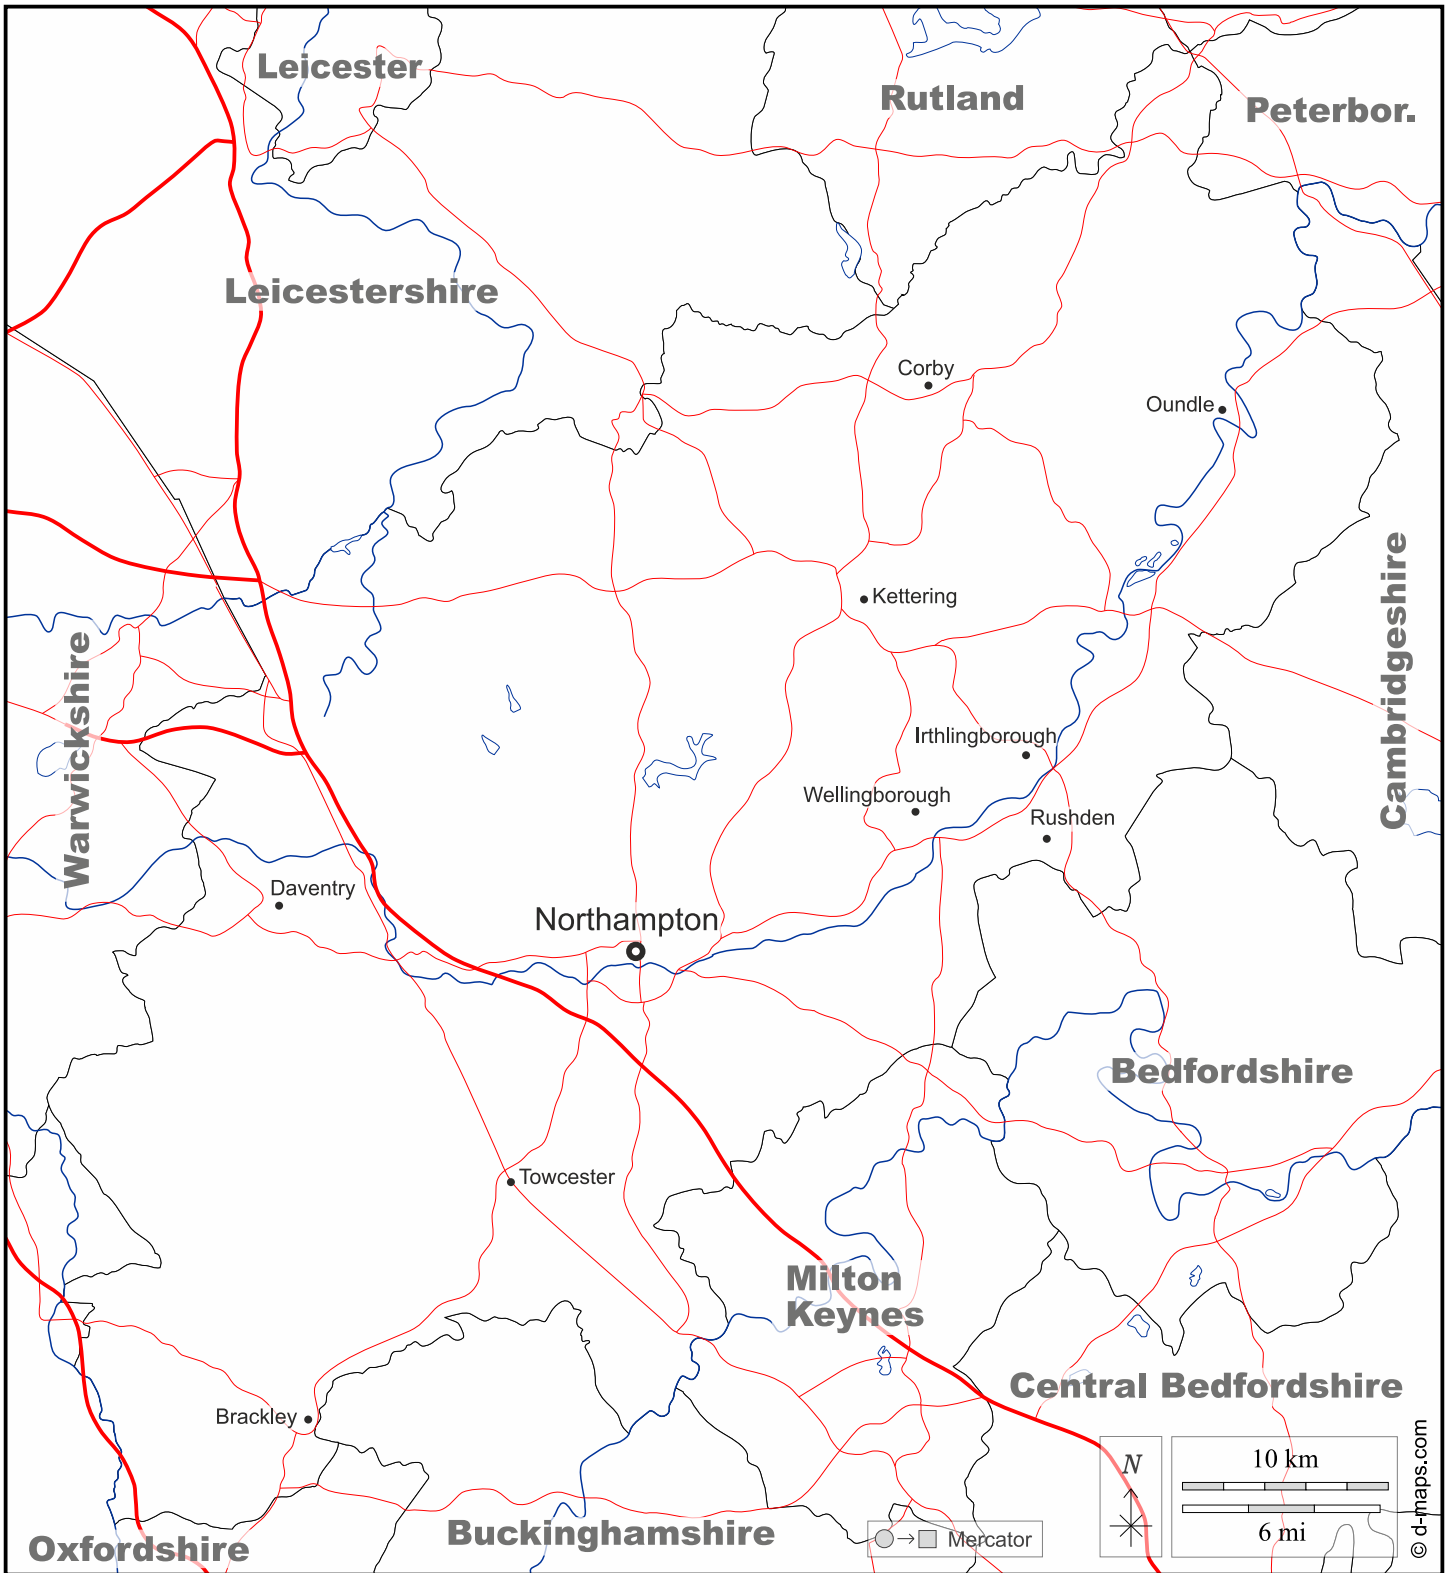 Leicester
Rutland
Peterbor.
Leicestershire
Corby
Oundle
Kettering
Cambridgeshire
Warwickshire
Irthlingborough
Wellingborough
Rushden
Daventry
Northampton
Bedfordshire
Towcester
Milton
Keynes
Central Bedfordshire
Brackley
N
10 km
6 mi
© d-maps.com
Oxfordshire
Buckinghamshire
→ Mercator